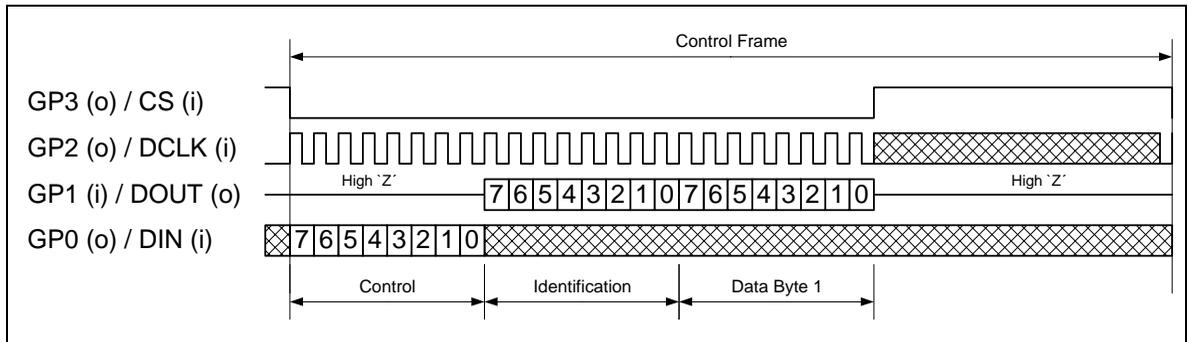 Control Frame
GP3 (o) / CS (i)
GP2 (o) / DCLK (i)
High `Z´
High `Z´
GP1 (i) / DOUT (o)
7 6 5 4 3 2 1 0 7 6 5 4 3 2 1 0
GP0 (o) / DIN (i)
7 6 5 4 3 2 1 0
Control
Identification
Data Byte 1